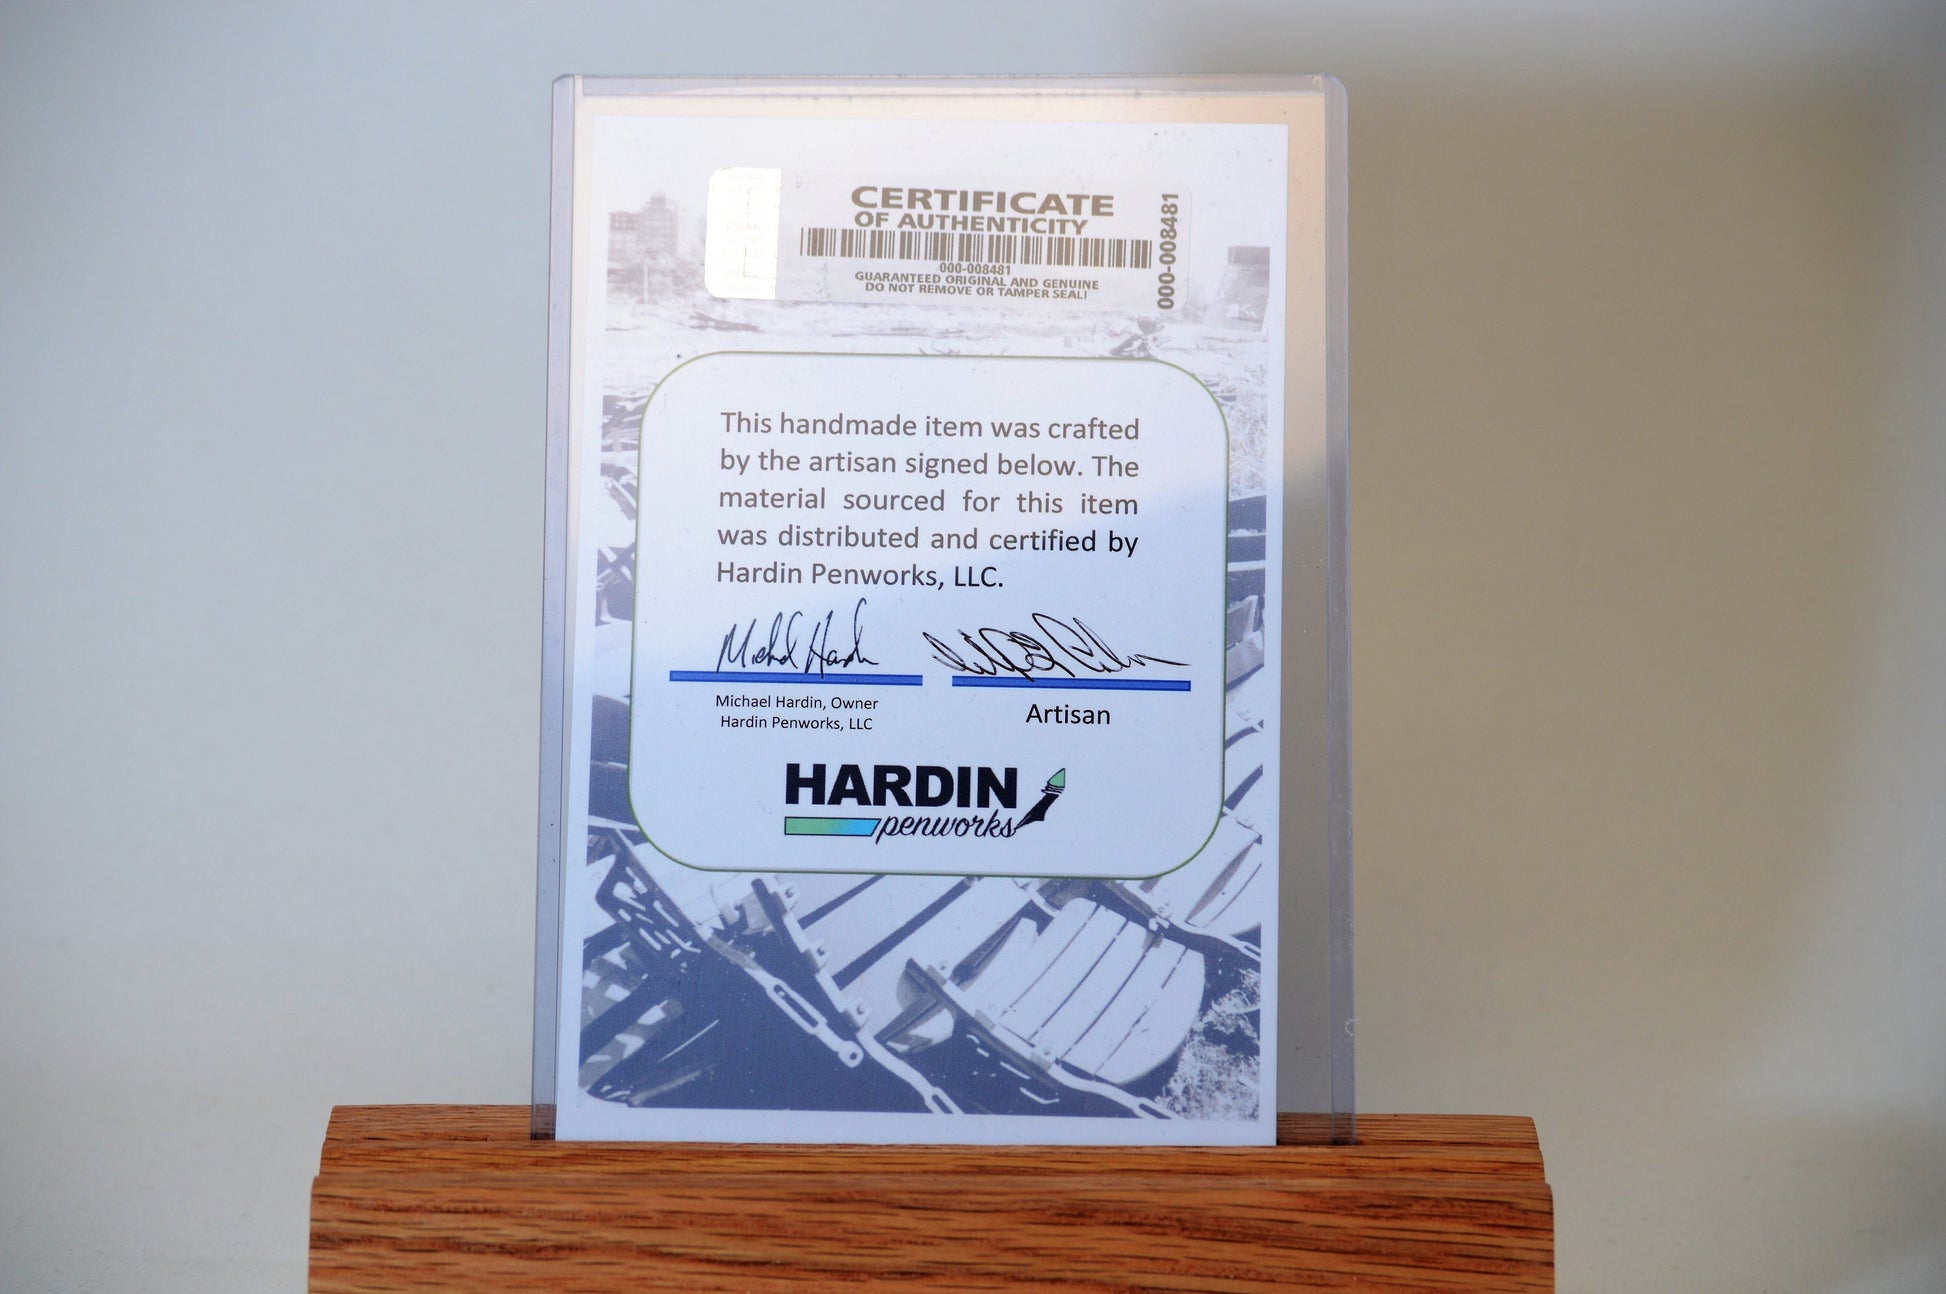 CERTIFICATE
OF AUTHENTICITY
000-008481
GUARANTEED ORIGINAL AND GENUINE
DO NOT REMOVE OR TAMPER SEAL!
000-008481
This handmade item was crafted
by the artisan signed below. The
material sourced for this item
was distributed and certified by
Hardin Penworks, LLC.
Michael Hardin, Owner
Hardin Penworks, LLC
Artisan
HARDIN
penworks